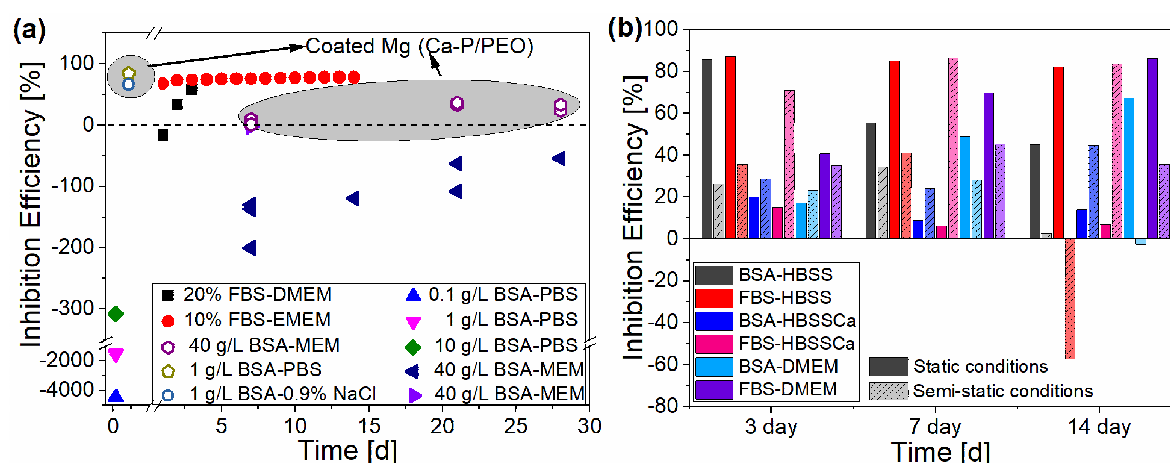 (a)
Coated Mg (Ca-P/PEO)
Inhibition Efficiency [%]
100
0
-100
-200
-300
-2000
-4000
20% FBS-DMEM
10% FBS-EMEM
40 g/L BSA-MEM
1 g/L BSA-PBS
1 g/L BSA-0.9% NaCl
0.1 g/L BSA-PBS
1 g/L BSA-PBS
10 g/L BSA-PBS
40 g/L BSA-MEM
40 g/L BSA-MEM
0 5 10 15 20 25 30
Time [d]
(b)
Inhibition Efficiency [%]
100
80
60
40
20
0
-20
-40
-60
-80
BSA-HBSS
FBS-HBSS
BSA-HBSSCa
FBS-HBSSCa
BSA-DMEM
FBS-DMEM
Static conditions
Semi-static conditions
3 day 7 day 14 day
Time [d]